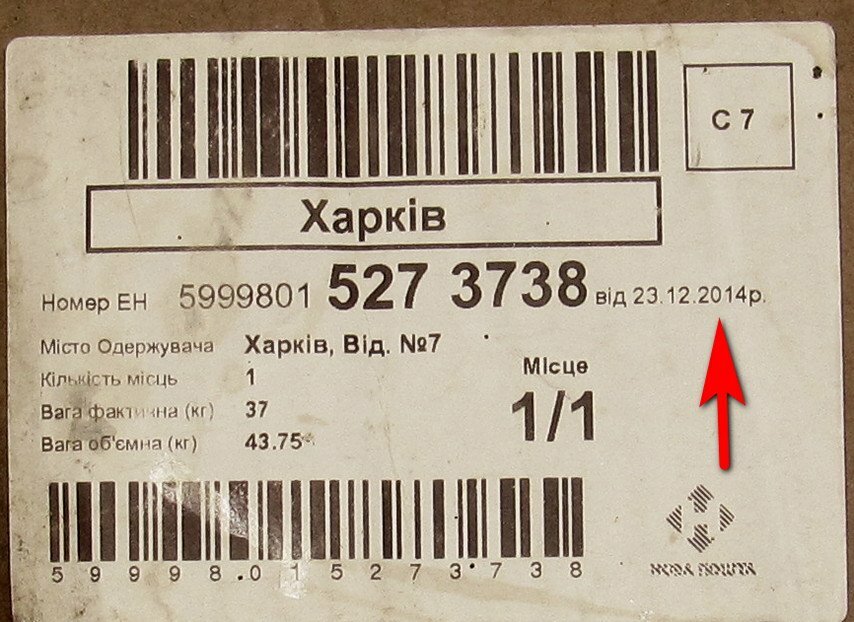 С 7
Харків
Номер ЕН 5999801 527 3738 від 23.12.2014р.
Місто Одержувача Харків, Від. №7
Кількість місць 1
Місце
Вага фактична (кг) 37
1/1
Вага об'ємна (кг) 43.75
5 9 9 9 8 0 1 5 2 7 3 7 3 8
НОВА ПОШТА